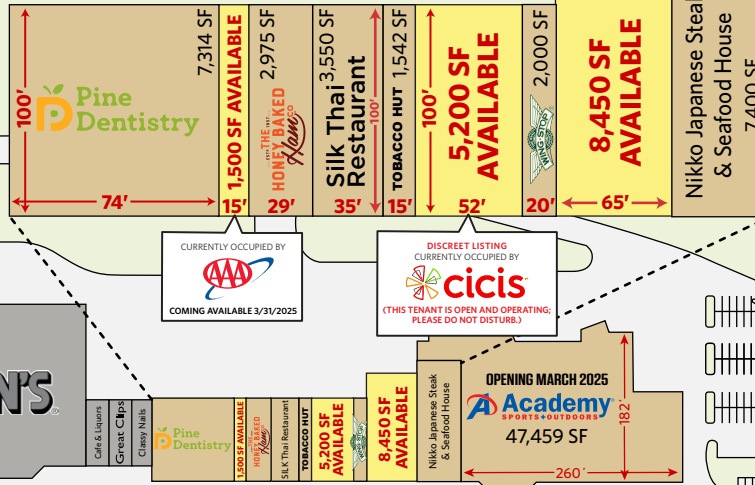 100'
Pine
Dentistry
7,314 SF
74'
1,500 SF AVAILABLE
15'
2,975 SF
THE
HONEY BAKED
Ham
29'
3,550 SF
Silk Thai
Restaurant
100'
35'
1,542 SF
TOBACCO HUT
15'
100'
5,200 SF
AVAILABLE
52'
2,000 SF
WING·STOP
20'
8,450 SF
AVAILABLE
65'
Nikko Japanese Steak
& Seafood House
7,400 SF
CURRENTLY OCCUPIED BY
AAA
COMING AVAILABLE 3/31/2025
DISCREET LISTING
CURRENTLY OCCUPIED BY
cicis
(THIS TENANT IS OPEN AND OPERATING;
PLEASE DO NOT DISTURB.)
N'S
Cafe & Liquors
Great Clips
Classy Nails
Pine
Dentistry
1,500 SF AVAILABLE
HONEY BAKED
Ham
SILK Thai Restaurant
TOBACCO HUT
5,200 SF
AVAILABLE
8,450 SF
AVAILABLE
Nikko Japanese Steak
& Seafood House
OPENING MARCH 2025
Academy
SPORTS+OUTDOORS
47,459 SF
182'
260'